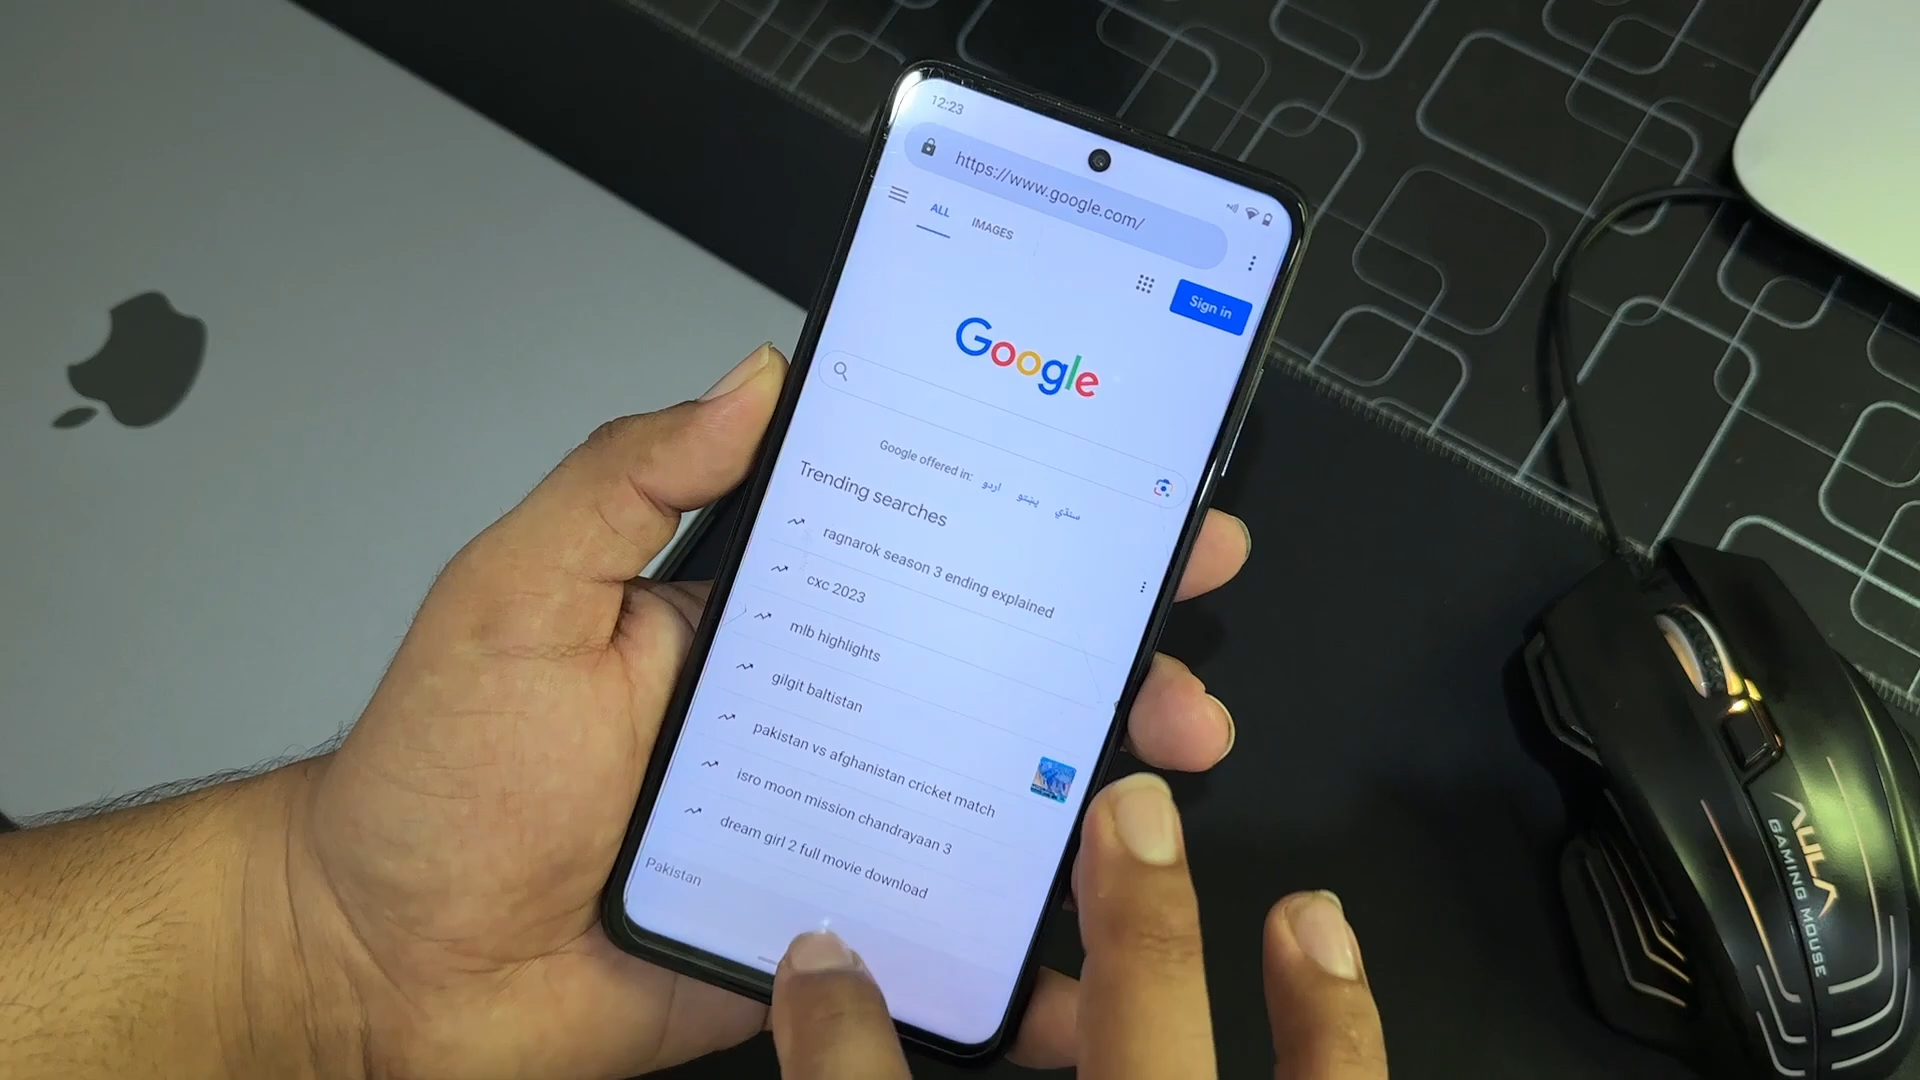 12:23
https://www.google.com/
ALL IMAGES
Sign in
Google
Google offered in: اردو پښتو سنڌي
Trending searches
ragnarok season 3 ending explained
cxc 2023
mlb highlights
gilgit baltistan
pakistan vs afghanistan cricket match
isro moon mission chandrayaan 3
dream girl 2 full movie download
Pakistan
AULA
GAMING MOUSE